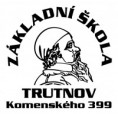 ZÁKLADNÍ ŠKOLA
TRUTNOV
Komenského 399